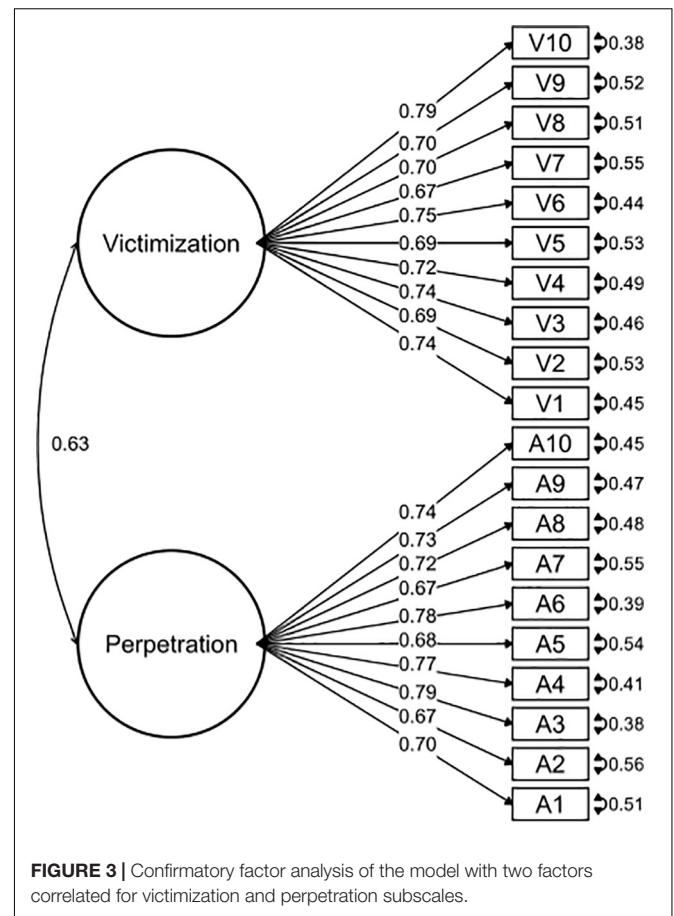 V10 0.38
V9 0.52
0.79
V8 0.51
0.70
0.70
V7 0.55
0.67
V6 0.44
0.75
Victimization 0.69 V5 0.53
0.72
V4 0.49
0.74
V3 0.46
0.69
0.74
V2 0.53
V1 0.45
0.63
A10 0.45
A9 0.47
0.74
A8 0.48
0.73
0.72
A7 0.55
0.67
A6 0.39
0.78
Perpetration 0.68 A5 0.54
0.77
A4 0.41
0.79
A3 0.38
0.67
0.70
A2 0.56
A1 0.51
FIGURE 3 | Confirmatory factor analysis of the model with two factors
correlated for victimization and perpetration subscales.